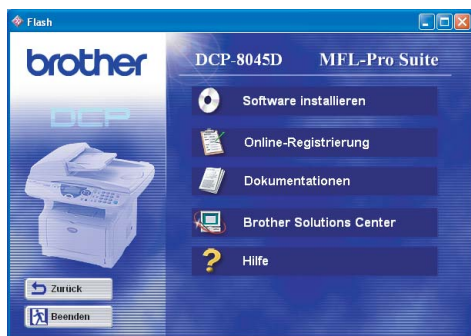 Flash
brother
DCP-8045D MFL-Pro Suite
DCP
Software installieren
Online-Registrierung
Dokumentationen
Brother Solutions Center
Hilfe
Zurück
Beenden